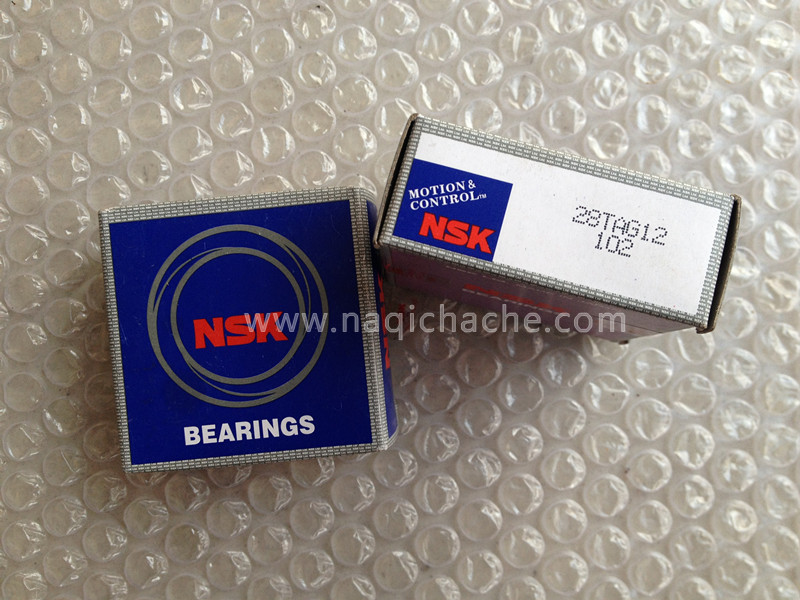 NSK
BEARINGS
MOTION &
CONTROL™
NSK
28TAG12
102
www.naqichache.com